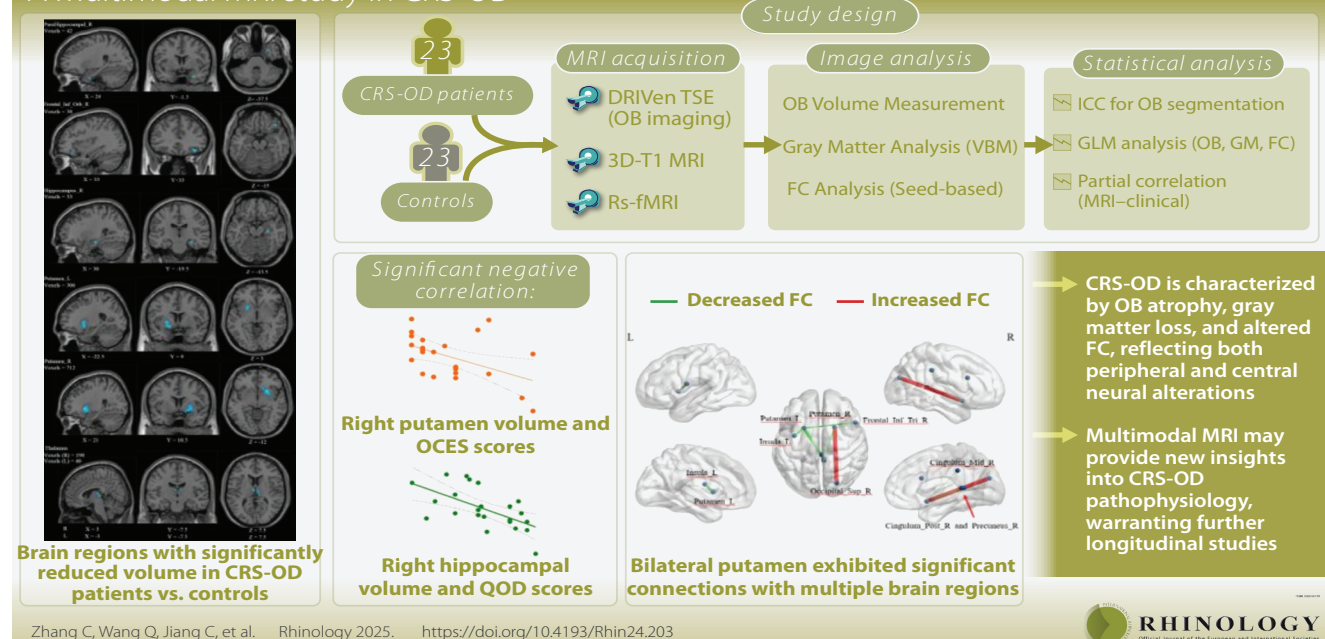 Study design
23
CRS-OD patients
23
Controls
MRI acquisition
DRIVen TSE
(OB imaging)
3D-T1 MRI
Rs-fMRI
Image analysis
OB Volume Measurement
Gray Matter Analysis (VBM)
FC Analysis (Seed-based)
Statistical analysis
ICC for OB segmentation
GLM analysis (OB, GM, FC)
Partial correlation
(MRI–clinical)
Brain regions with significantly
reduced volume in CRS-OD
patients vs. controls
Significant negative
correlation:
Right putamen volume and
OCES scores
Right hippocampal
volume and QOD scores
Decreased FC
Increased FC
L
R
Putamen_L
Putamen_R
Frontal_Inf_Tri_R
Insula_L
Occipital_Sup_R
Insula_L
Putamen_L
Cingulum_Mid_R
Cingulum_Post_R and Precuneus_R
Bilateral putamen exhibited significant
connections with multiple brain regions
CRS-OD is characterized
by OB atrophy, gray
matter loss, and altered
FC, reflecting both
peripheral and central
neural alterations
Multimodal MRI may
provide new insights
into CRS-OD
pathophysiology,
warranting further
longitudinal studies
Zhang C, Wang Q, Jiang C, et al. Rhinology 2025. https://doi.org/10.4193/Rhin24.203
RHINOLOGY